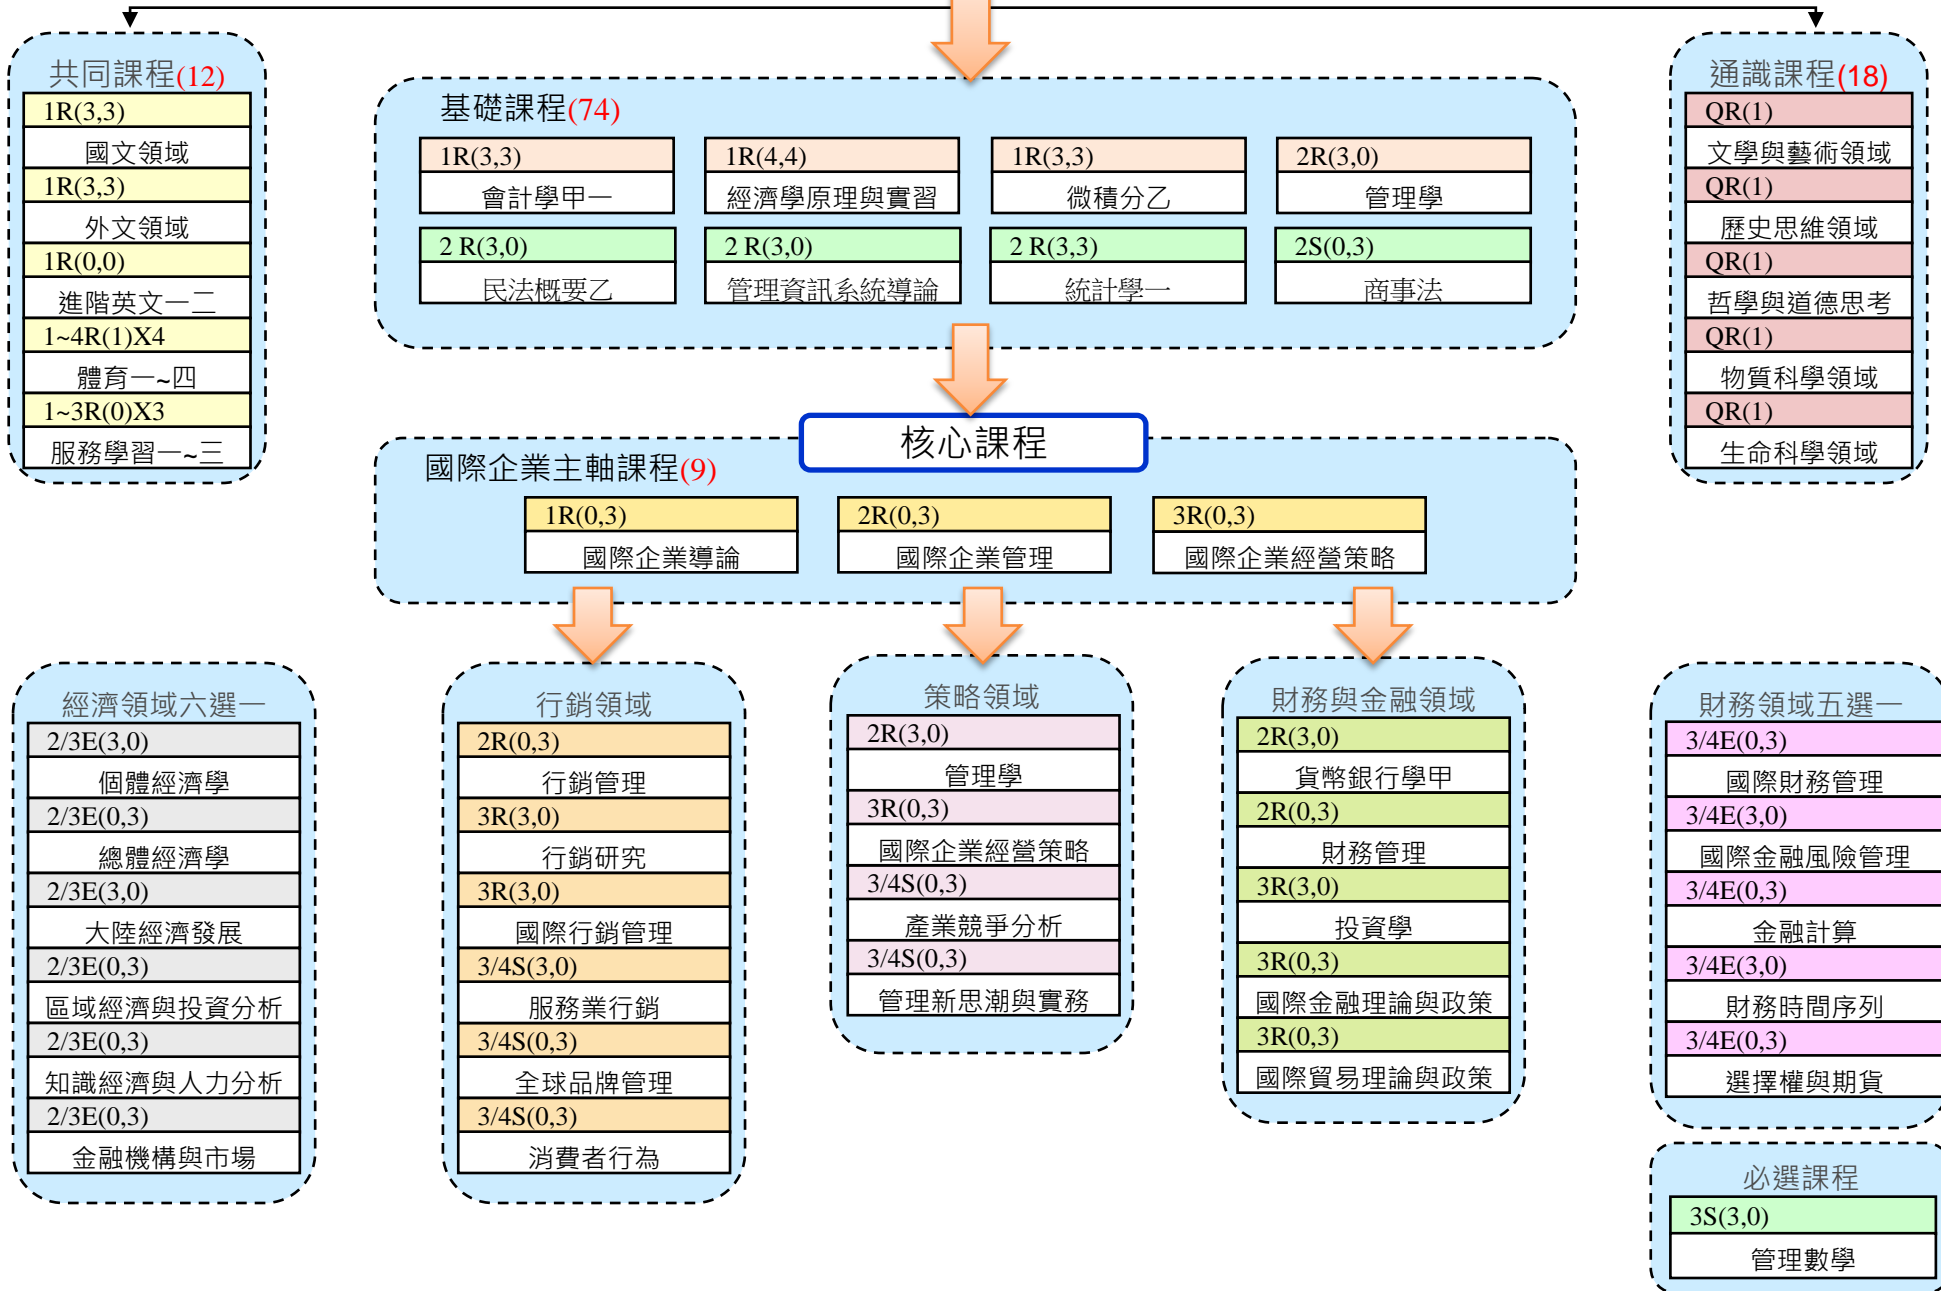 共同課程(12)
1R(3,3)
國文領域
1R(3,3)
外文領域
1R(0,0)
進階英文一二
1~4R(1)X4
體育一~四
1~3R(0)X3
服務學習一~三
基礎課程(74)
1R(3,3)
會計學甲一
1R(4,4)
經濟學原理與實習
1R(3,3)
微積分乙
2R(3,0)
管理學
2 R(3,0)
民法概要乙
2 R(3,0)
管理資訊系統導論
2 R(3,3)
統計學一
2S(0,3)
商事法
通識課程(18)
QR(1)
文學與藝術領域
QR(1)
歷史思維領域
QR(1)
哲學與道德思考
QR(1)
物質科學領域
QR(1)
生命科學領域
核心課程
國際企業主軸課程(9)
1R(0,3)
國際企業導論
2R(0,3)
國際企業管理
3R(0,3)
國際企業經營策略
經濟領域六選一
2/3E(3,0)
個體經濟學
2/3E(0,3)
總體經濟學
2/3E(3,0)
大陸經濟發展
2/3E(0,3)
區域經濟與投資分析
2/3E(0,3)
知識經濟與人力分析
2/3E(0,3)
金融機構與市場
行銷領域
2R(0,3)
行銷管理
3R(3,0)
行銷研究
3R(3,0)
國際行銷管理
3/4S(3,0)
服務業行銷
3/4S(0,3)
全球品牌管理
3/4S(0,3)
消費者行為
策略領域
2R(3,0)
管理學
3R(0,3)
國際企業經營策略
3/4S(0,3)
產業競爭分析
3/4S(0,3)
管理新思潮與實務
財務與金融領域
2R(3,0)
貨幣銀行學甲
2R(0,3)
財務管理
3R(3,0)
投資學
3R(0,3)
國際金融理論與政策
3R(0,3)
國際貿易理論與政策
財務領域五選一
3/4E(0,3)
國際財務管理
3/4E(3,0)
國際金融風險管理
3/4E(0,3)
金融計算
3/4E(3,0)
財務時間序列
3/4E(0,3)
選擇權與期貨
必選課程
3S(3,0)
管理數學